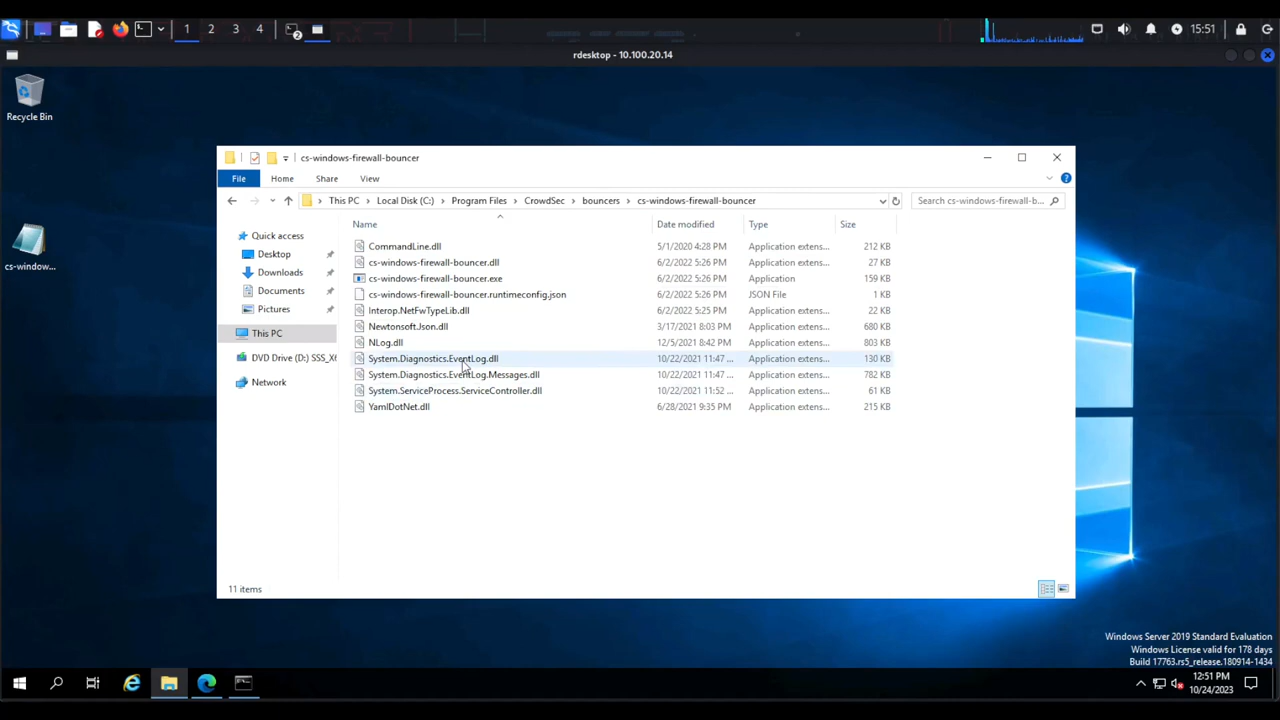 1 2 3 4 2 15:51
rdesktop - 10.100.20.14
Recycle Bin
cs-window...
cs-windows-firewall-bouncer
File Home Share View
This PC Local Disk (C:) Program Files CrowdSec bouncers cs-windows-firewall-bouncer Search cs-windows-firewall-b...
Name Date modified Type Size
Quick access
Desktop
Downloads
Documents
Pictures
This PC
DVD Drive (D:) SSS_X6
Network
CommandLine.dll 5/1/2020 4:28 PM Application extens... 212 KB
cs-windows-firewall-bouncer.dll 6/2/2022 5:26 PM Application extens... 27 KB
cs-windows-firewall-bouncer.exe 6/2/2022 5:26 PM Application 159 KB
cs-windows-firewall-bouncer.runtimeconfig.json 6/2/2022 5:26 PM JSON File 1 KB
Interop.NetFwTypeLib.dll 6/2/2022 5:25 PM Application extens... 22 KB
Newtonsoft.Json.dll 3/17/2021 8:03 PM Application extens... 680 KB
NLog.dll 12/5/2021 8:42 PM Application extens... 803 KB
System.Diagnostics.EventLog.dll 10/22/2021 11:47 ... Application extens... 130 KB
System.Diagnostics.EventLog.Messages.dll 10/22/2021 11:47 ... Application extens... 782 KB
System.ServiceProcess.ServiceController.dll 10/22/2021 11:52 ... Application extens... 61 KB
YamlDotNet.dll 6/28/2021 9:35 PM Application extens... 215 KB
11 items
Windows Server 2019 Standard Evaluation
Windows License valid for 178 days
Build 17763.rs5_release.180914-1434
12:51 PM
10/24/2023